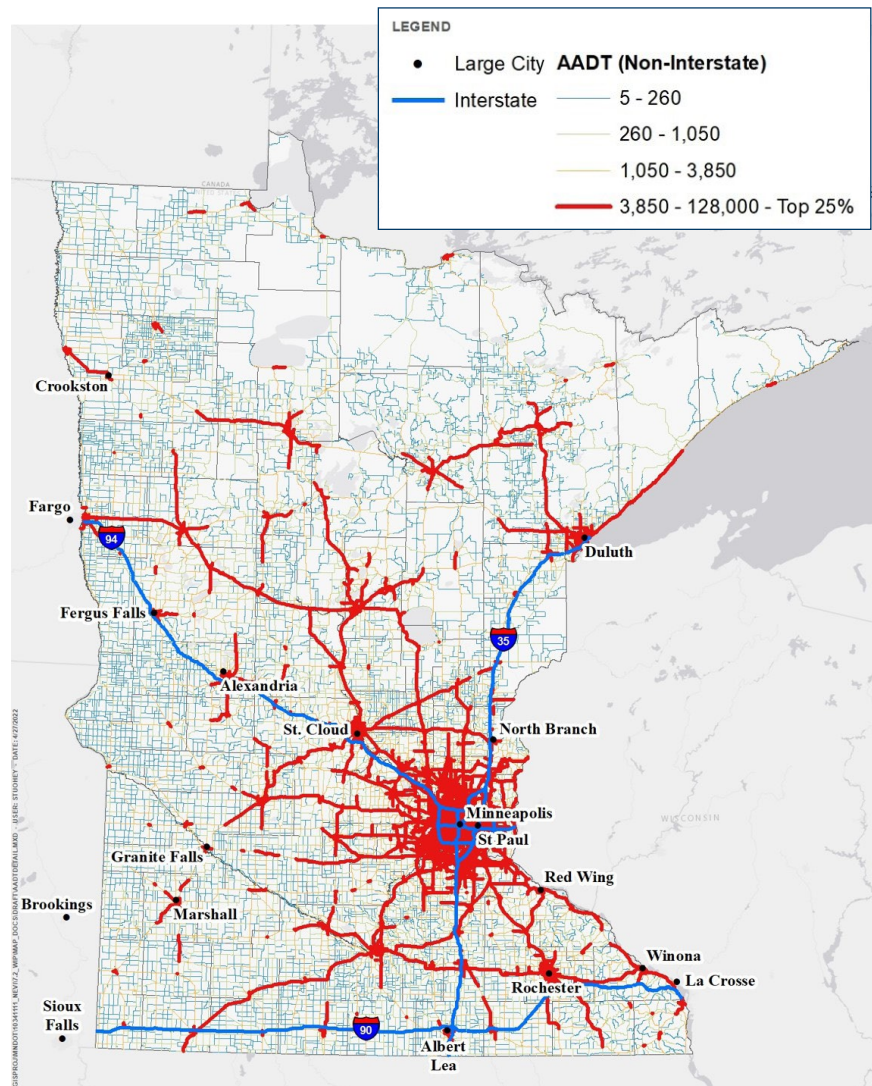 LEGEND
Large City
Interstate
AADT (Non-Interstate)
5 - 260
260 - 1,050
1,050 - 3,850
3,850 - 128,000 - Top 25%
CANADA
Crookston
Fargo
94
Duluth
Fergus Falls
35
Alexandria
St. Cloud
North Branch
Minneapolis
St Paul
WISCONSIN
Granite Falls
Red Wing
Brookings
Marshall
Winona
La Crosse
Rochester
Sioux
Falls
90
Albert
Lea